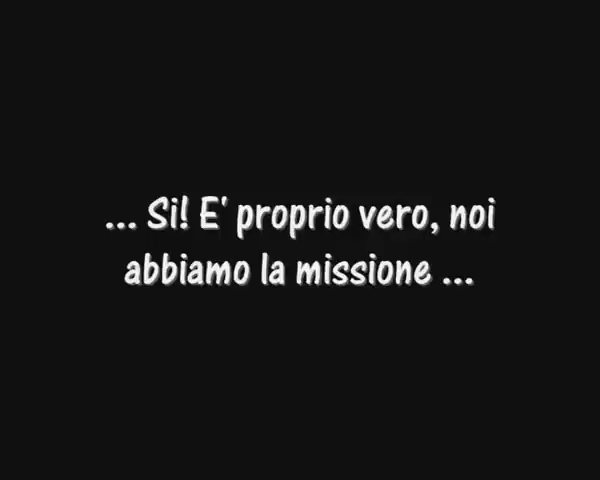 ... Si! E' proprio vero, noi
abbiamo la missione ...